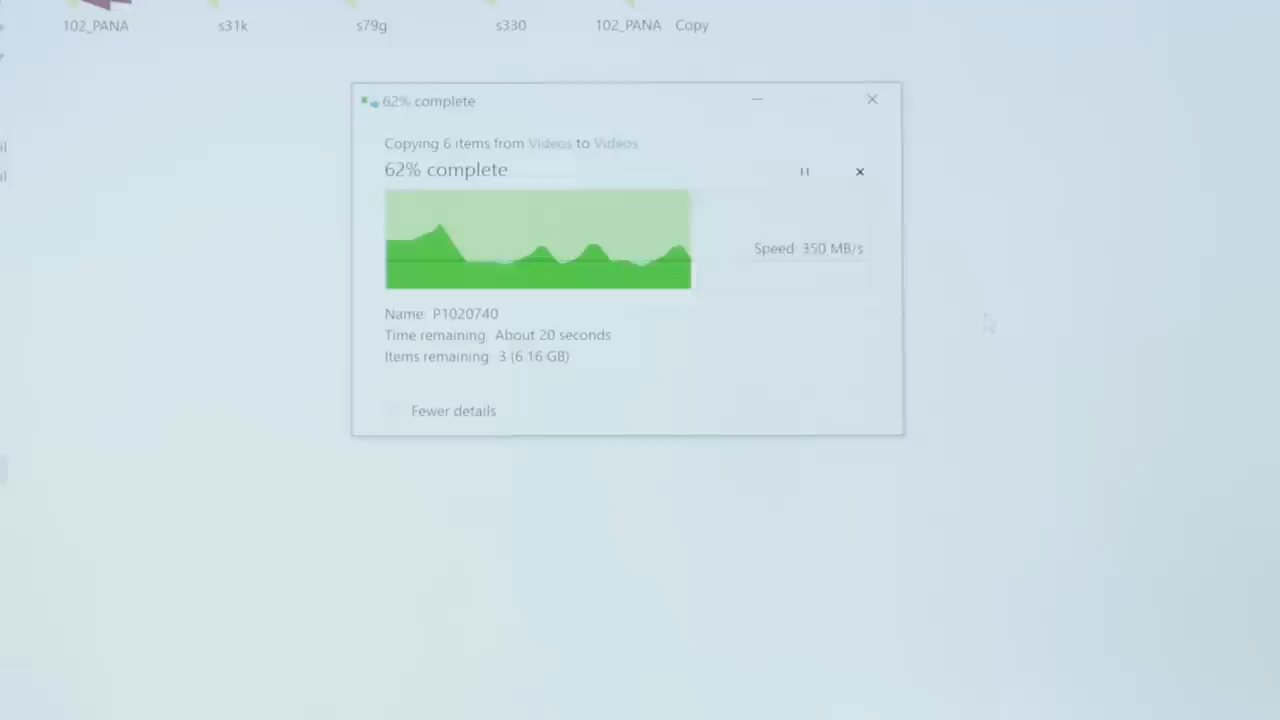 102_PANA s31k s79g s330 102_PANA Copy
62% complete
Copying 6 items from Videos to Videos
62% complete
Speed: 350 MB/s
Name: P1020740
Time remaining: About 20 seconds
Items remaining: 3 (6.16 GB)
Fewer details